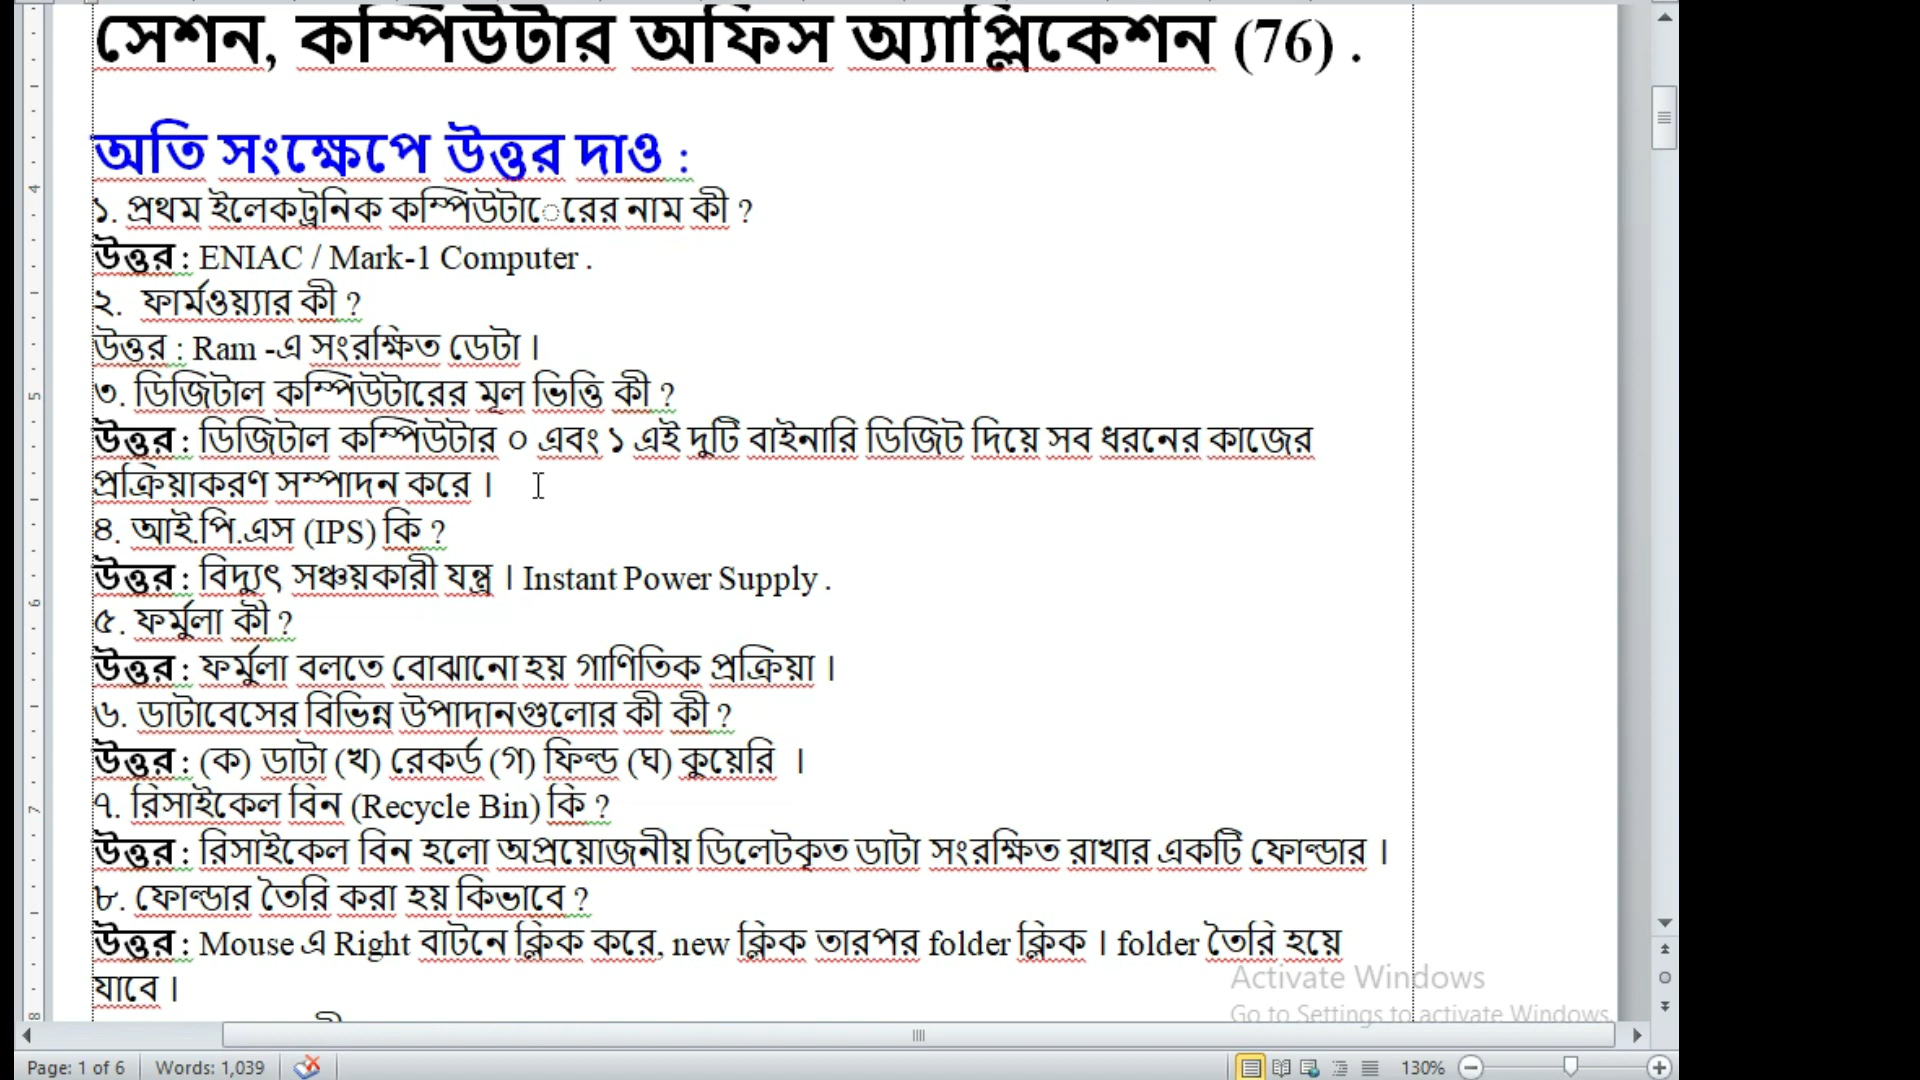 সেশন, কম্পিউটার অফিস অ্যাপ্লিকেশন (76) .
অতি সংক্ষেপে উত্তর দাও :
১. প্রথম ইলেকট্রনিক কম্পিউটাের‌ের নাম কী ?
উত্তর : ENIAC / Mark-1 Computer .
২. ফার্মওয়্যার কী ?
উত্তর : Ram -এ সংরক্ষিত ডেটা ।
৩. ডিজিটাল কম্পিউটারের মূল ভিত্তি কী ?
উত্তর : ডিজিটাল কম্পিউটার ০ এবং ১ এই দুটি বাইনারি ডিজিট দিয়ে সব ধরনের কাজের
প্রক্রিয়াকরণ সম্পাদন করে ।
৪. আই.পি.এস (IPS) কি ?
উত্তর : বিদ্যুৎ সঞ্চয়কারী যন্ত্র । Instant Power Supply .
৫. ফর্মুলা কী ?
উত্তর : ফর্মুলা বলতে বোঝানো হয় গাণিতিক প্রক্রিয়া ।
৬. ডাটাবেসের বিভিন্ন উপাদানগুলোর কী কী ?
উত্তর : (ক) ডাটা (খ) রেকর্ড (গ) ফিল্ড (ঘ) কুয়েরি ।
৭. রিসাইকেল বিন (Recycle Bin) কি ?
উত্তর : রিসাইকেল বিন হলো অপ্রয়োজনীয় ডিলেটকৃত ডাটা সংরক্ষিত রাখার একটি ফোল্ডার ।
৮. ফোল্ডার তৈরি করা হয় কিভাবে ?
উত্তর : Mouse এ Right বাটনে ক্লিক করে, new ক্লিক তারপর folder ক্লিক । folder তৈরি হয়ে
যাবে ।
Activate Windows
Go to Settings to activate Windows.
4
5
6
7
8
Page: 1 of 6
Words: 1,039
130%